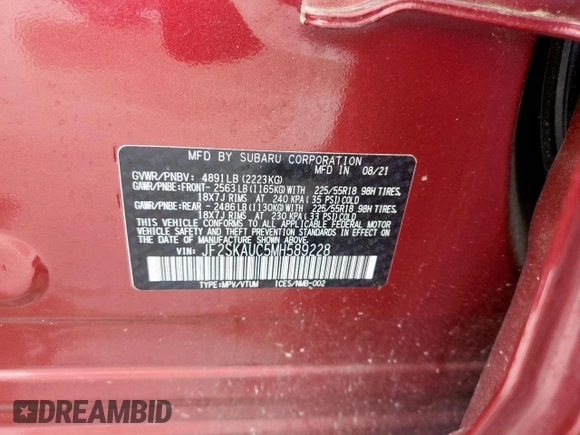 MFD BY SUBARU CORPORATION
GVWR/PNBV: 4891LB (2223KG) MFD IN 08/21
GAWR/PNBE:FRONT- 2563LB(1165KG)WITH 225/55R18 98H TIRES,
18X7J RIMS AT 240 KPA(35 PSI)COLD
GAWR/PNBE:REAR -2486LB(1130KG)WITH 225/55R18 98H TIRES,
18X7J RIMS AT 230 KPA(33 PSI)COLD
THIS VEHICLE CONFORMS TO ALL APPLICABLE FEDERAL MOTOR
VEHICLE SAFETY, BUMPER, AND THEFT PREVENTION STANDARDS
IN EFFECT ON THE DATE OF MANUFACTURE SHOWN ABOVE.
VIN: JF2SKAUC5MH589228
TYPE:MPV/VTUM ICES/NMB-002
DREAMBID